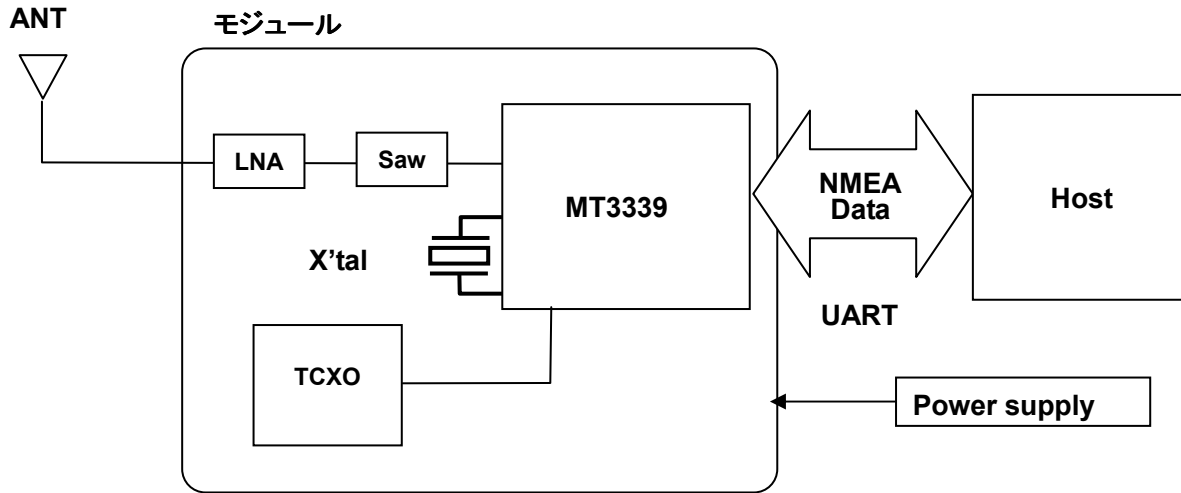 ANT
モジュール
LNA
Saw
MT3339
NMEA
Data
Host
X'tal
UART
TCXO
Power supply